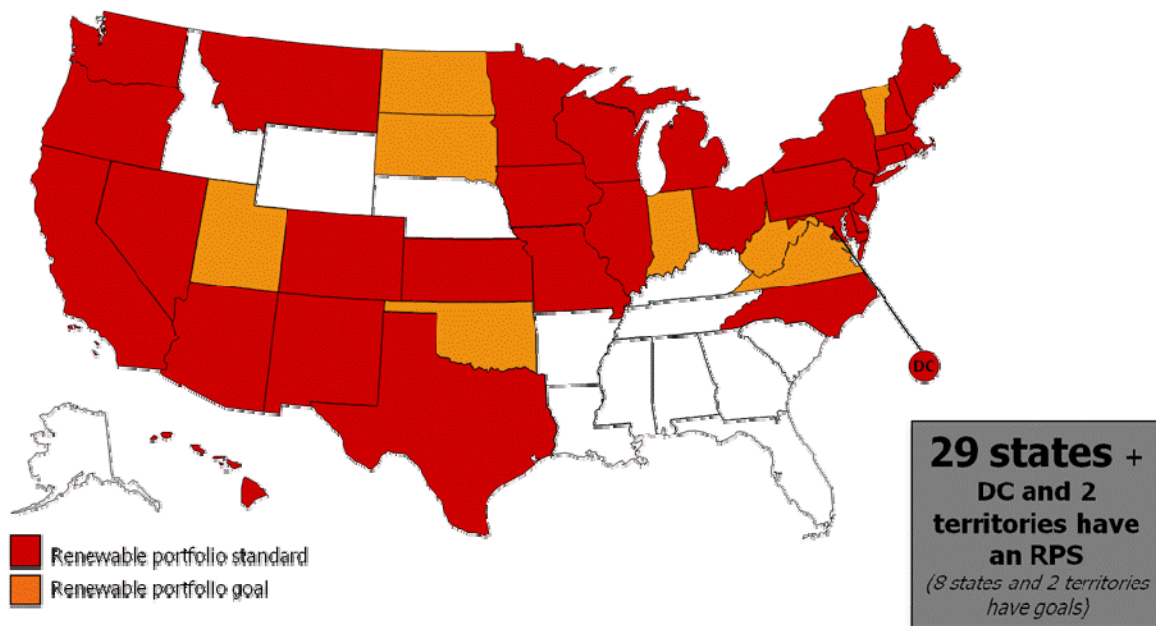 DC
29 states +
DC and 2
territories have
an RPS
(8 states and 2 territories
have goals)
Renewable portfolio standard
Renewable portfolio goal